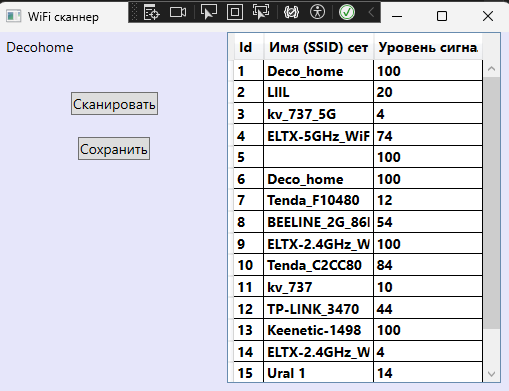 WiFi сканнер
Decohome
Сканировать
Сохранить
Id Имя (SSID) сет Уровень сигна
1 Deco_home 100
2 LIIL 20
3 kv_737_5G 4
4 ELTX-5GHz_WiF 74
5 100
6 Deco_home 100
7 Tenda_F10480 12
8 BEELINE_2G_86 54
9 ELTX-2.4GHz_W 100
10 Tenda_C2CC80 84
11 kv_737 10
12 TP-LINK_3470 44
13 Keenetic-1498 100
14 ELTX-2.4GHz_W 4
15 Ural 1 14